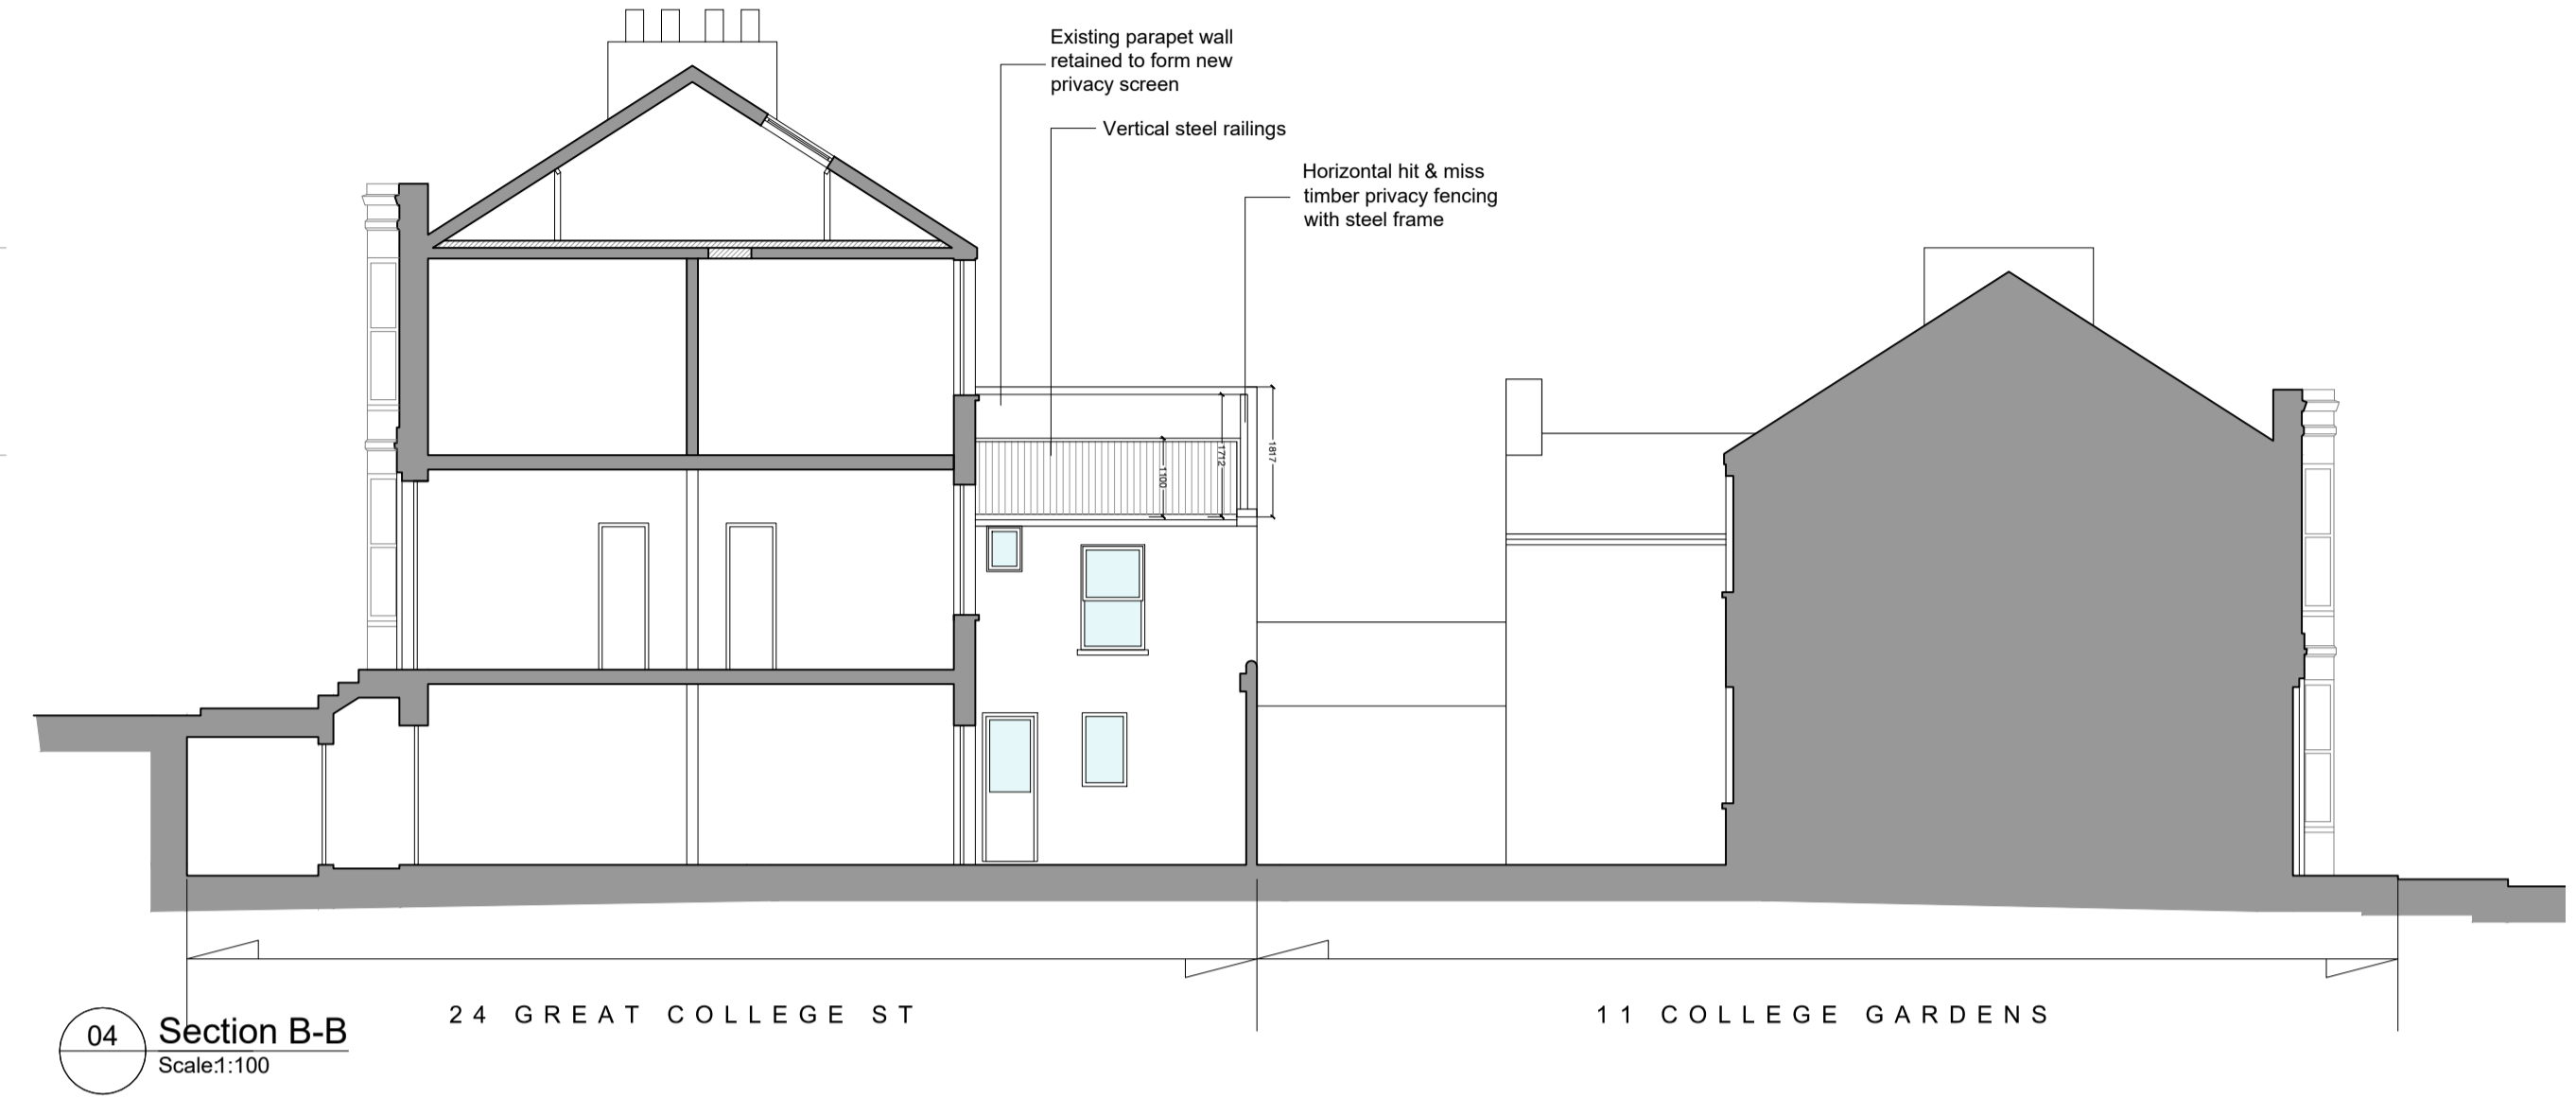 Existing parapet wall
retained to form new
privacy screen
Vertical steel railings
Horizontal hit & miss
timber privacy fencing
with steel frame
1100
1712
1817
24 GREAT COLLEGE ST
11 COLLEGE GARDENS
04
Section B-B
Scale:1:100